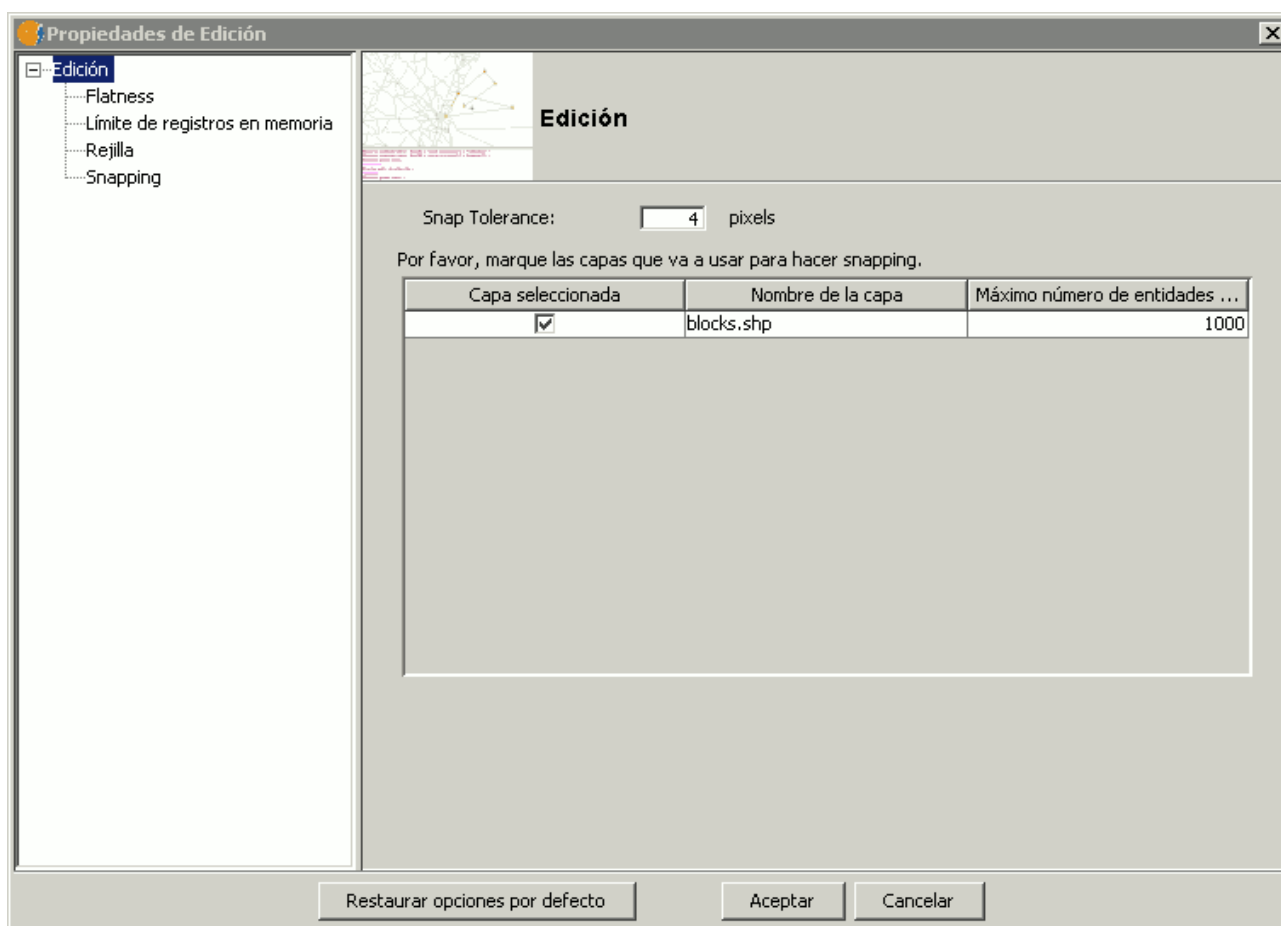 Propiedades de Edición
Edición
Flatness
Límite de registros en memoria
Rejilla
Snapping
Edición
Snap Tolerance: 4 pixels
Por favor, marque las capas que va a usar para hacer snapping.
Capa seleccionada Nombre de la capa Máximo número de entidades ...
blocks.shp 1000
Restaurar opciones por defecto Aceptar Cancelar